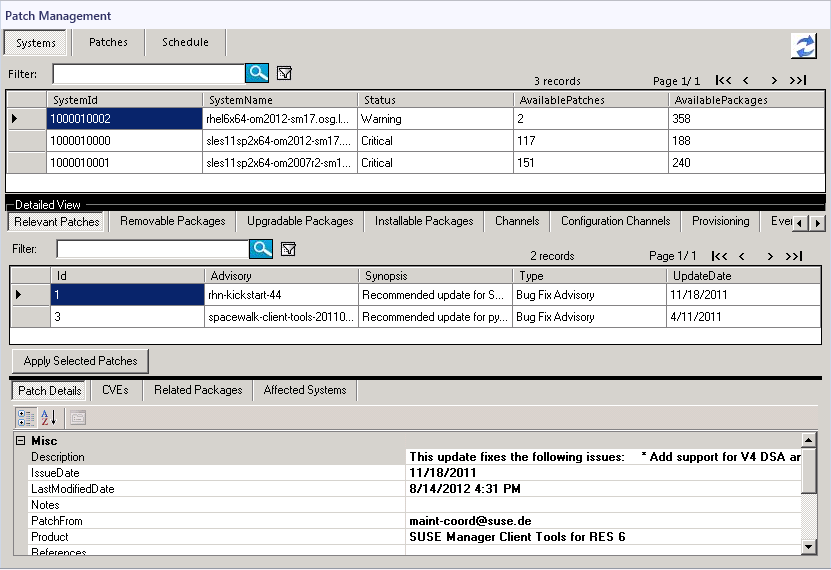 Patch Management
Systems Patches Schedule
Filter:
3 records Page 1/ 1
SystemId SystemName Status AvailablePatches AvailablePackages
1000010002 rhel6x64-om2012-sm17.osg.l... Warning 2 358
1000010000 sles11sp2x64-om2012-sm17.... Critical 117 188
1000010001 sles11sp2x64-om2007r2-sm1... Critical 151 240
Detailed View
Relevant Patches Removable Packages Upgradable Packages Installable Packages Channels Configuration Channels Provisioning Ever
Filter:
2 records Page 1/ 1
Id Advisory Synopsis Type UpdateDate
1 rhn-kickstart-44 Recommended update for S... Bug Fix Advisory 11/18/2011
3 spacewalk-client-tools-20110... Recommended update for py... Bug Fix Advisory 4/11/2011
Apply Selected Patches
Patch Details CVEs Related Packages Affected Systems
Misc
Description This update fixes the following issues: * Add support for V4 DSA ar
IssueDate 11/18/2011
LastModifiedDate 8/14/2012 4:31 PM
Notes
PatchFrom maint-coord@suse.de
Product SUSE Manager Client Tools for RES 6
References